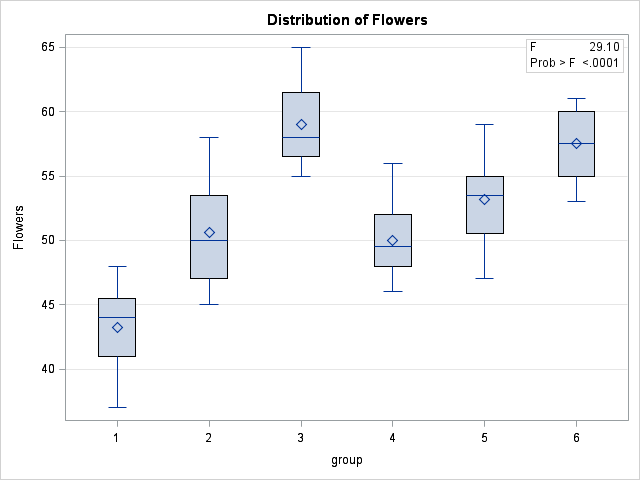 Distribution of Flowers
F 29.10
Prob > F <.0001
65
60
55
50
45
40
Flowers
1 2 3 4 5 6
group